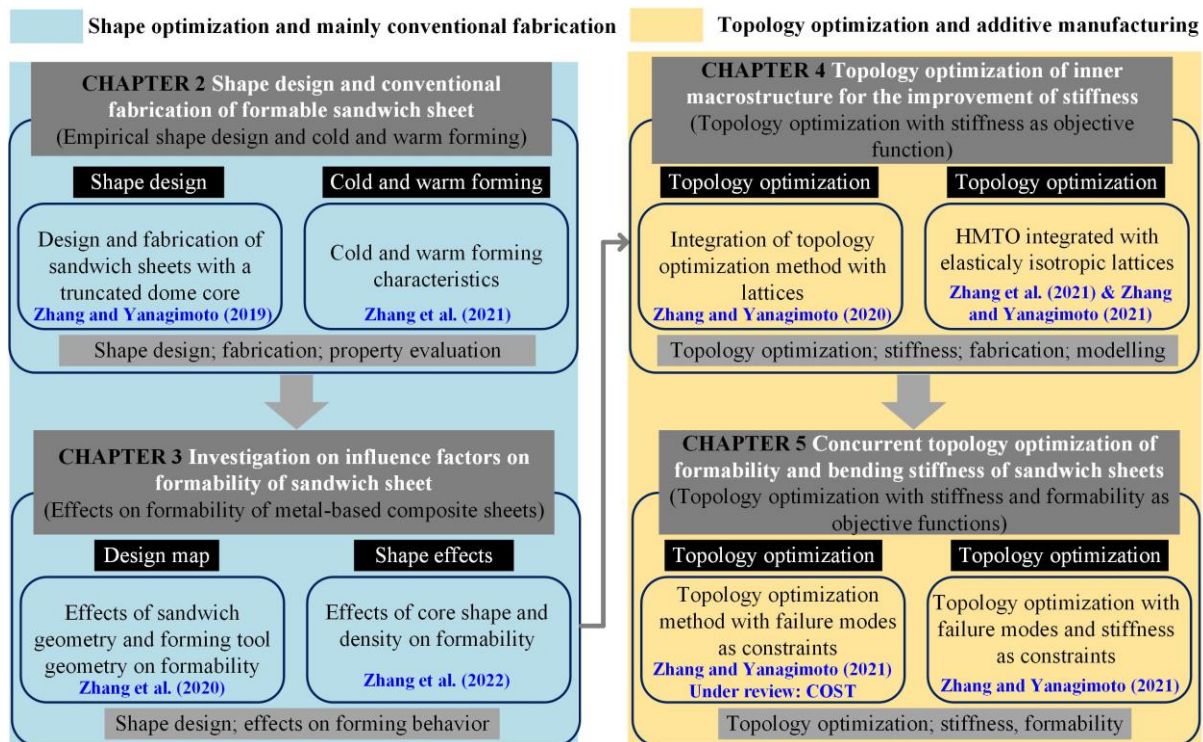 Shape optimization and mainly conventional fabrication
Topology optimization and additive manufacturing
CHAPTER 2 Shape design and conventional
fabrication of formable sandwich sheet
(Empirical shape design and cold and warm forming)
Shape design
Cold and warm forming
Design and fabrication of
sandwich sheets with a
truncated dome core
Zhang and Yanagimoto (2019)
Cold and warm forming
characteristics
Zhang et al. (2021)
Shape design; fabrication; property evaluation
CHAPTER 3 Investigation on influence factors on
formability of sandwich sheet
(Effects on formability of metal-based composite sheets)
Design map
Shape effects
Effects of sandwich
geometry and forming tool
geometry on formability
Zhang et al. (2020)
Effects of core shape and
density on formability
Zhang et al. (2022)
Shape design; effects on forming behavior
CHAPTER 4 Topology optimization of inner
macrostructure for the improvement of stiffness
(Topology optimization with stiffness as objective
function)
Topology optimization
Topology optimization
Integration of topology
optimization method with
lattices
Zhang and Yanagimoto (2020)
HMTO integrated with
elasticaly isotropic lattices
Zhang et al. (2021) & Zhang
and Yanagimoto (2021)
Topology optimization; stiffness; fabrication; modelling
CHAPTER 5 Concurrent topology optimization of
formability and bending stiffness of sandwich sheets
(Topology optimization with stiffness and formability as
objective functions)
Topology optimization
Topology optimization
Topology optimization
method with failure modes
as constraints
Zhang and Yanagimoto (2021)
Under review: COST
Topology optimization with
failure modes and stiffness
as constraints
Zhang and Yanagimoto (2021)
Topology optimization; stiffness, formability